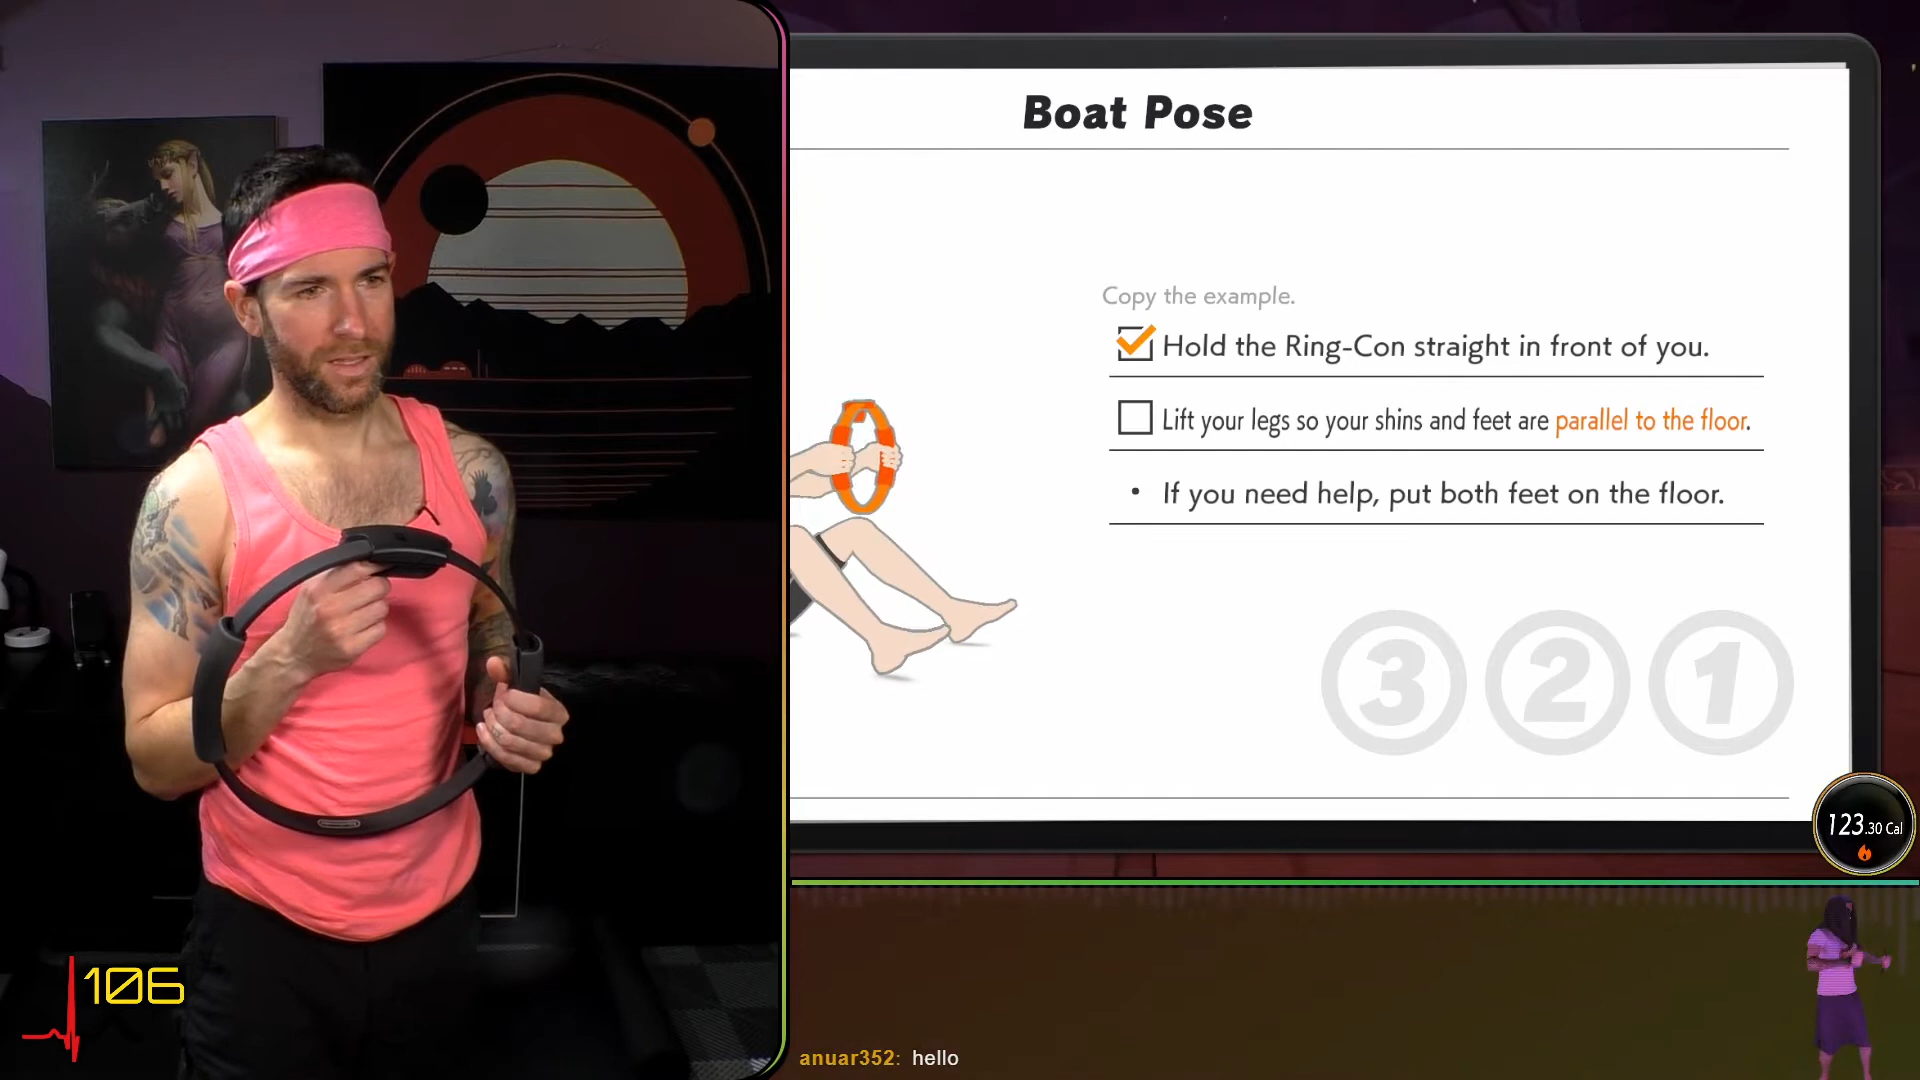 Boat Pose
Copy the example.
Hold the Ring-Con straight in front of you.
Lift your legs so your shins and feet are parallel to the floor.
• If you need help, put both feet on the floor.
3 2 1
123.30 Cal
106
anuar352: hello